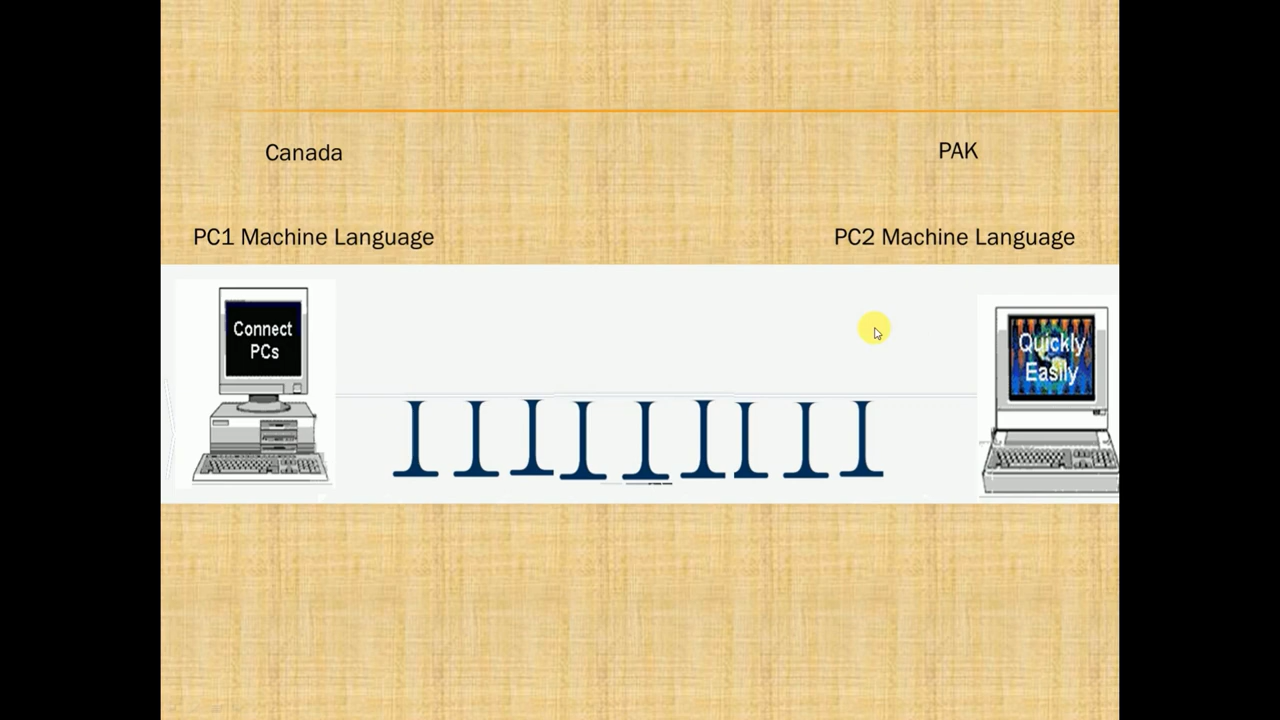 Canada
PAK
PC1 Machine Language
PC2 Machine Language
Connect
PCs
Quickly
Easily